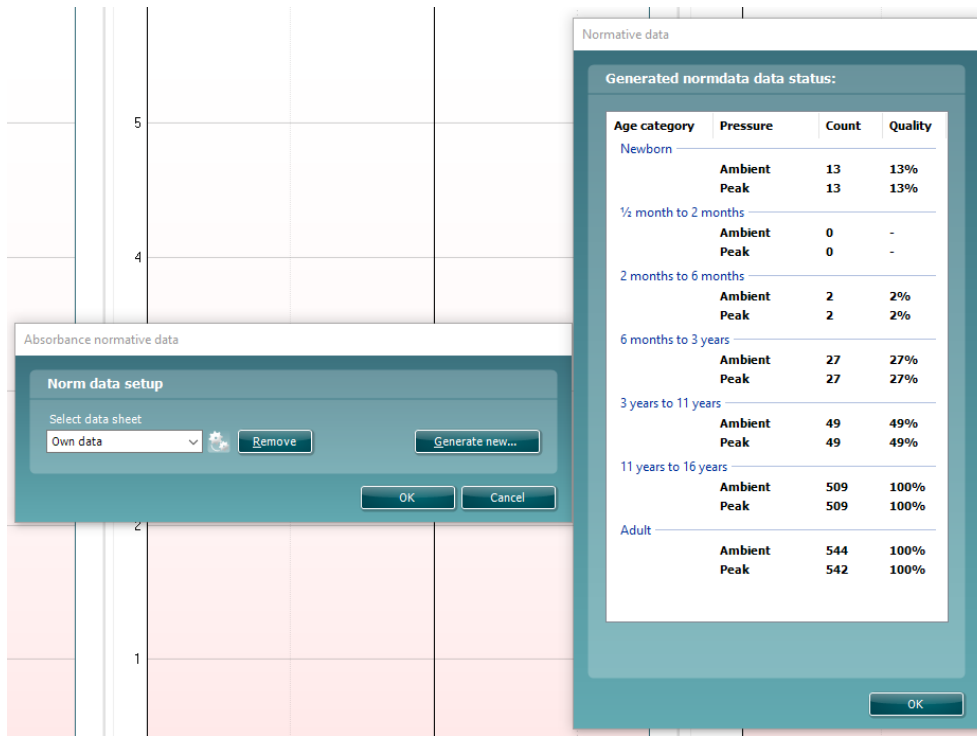 5
4
2
1
Absorbance normative data
Norm data setup
Select data sheet
Own data
Remove
Generate new...
OK Cancel
Normative data
Generated normdata data status:
Age category Pressure Count Quality
Newborn
Ambient 13 13%
Peak 13 13%
½ month to 2 months
Ambient 0 -
Peak 0 -
2 months to 6 months
Ambient 2 2%
Peak 2 2%
6 months to 3 years
Ambient 27 27%
Peak 27 27%
3 years to 11 years
Ambient 49 49%
Peak 49 49%
11 years to 16 years
Ambient 509 100%
Peak 509 100%
Adult
Ambient 544 100%
Peak 542 100%
OK